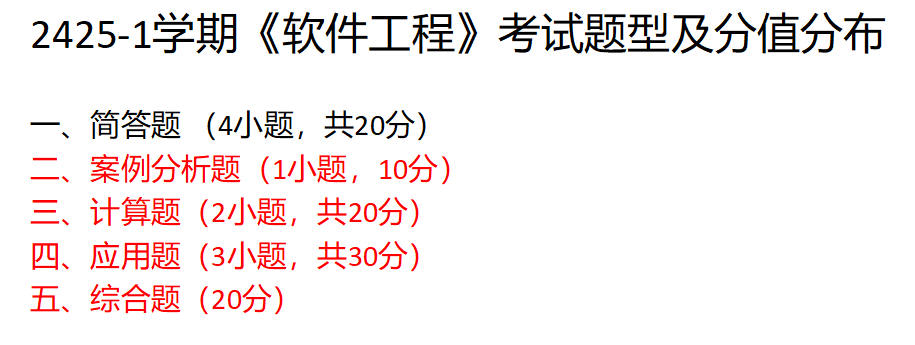 2425-1学期《软件工程》考试题型及分值分布
一、简答题 （4小题，共20分）
二、案例分析题（1小题，10分）
三、计算题（2小题，共20分）
四、应用题（3小题，共30分）
五、综合题（20分）